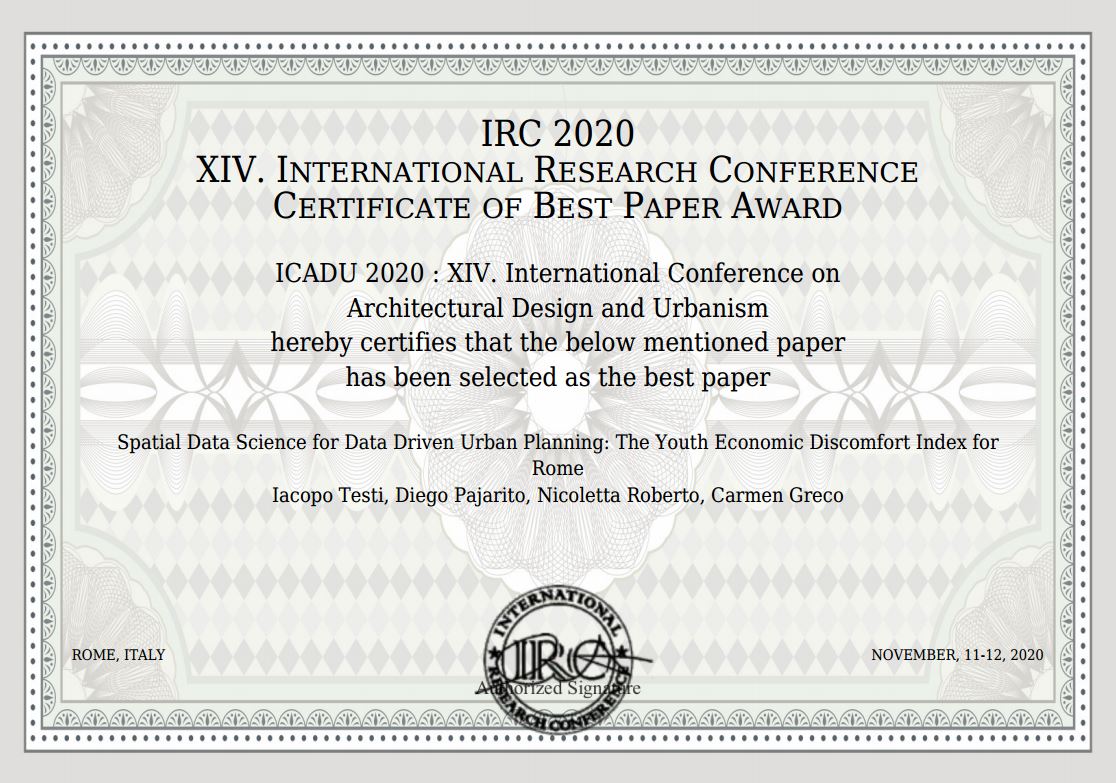 IRC 2020
XIV. INTERNATIONAL RESEARCH CONFERENCE
CERTIFICATE OF BEST PAPER AWARD
ICADU 2020 : XIV. International Conference on
Architectural Design and Urbanism
hereby certifies that the below mentioned paper
has been selected as the best paper
Spatial Data Science for Data Driven Urban Planning: The Youth Economic Discomfort Index for
Rome
Iacopo Testi, Diego Pajarito, Nicoletta Roberto, Carmen Greco
INTERNATIONAL
IRC
RESEARCH CONFERENCE
ROME, ITALY
NOVEMBER, 11-12, 2020
Authorized Signature